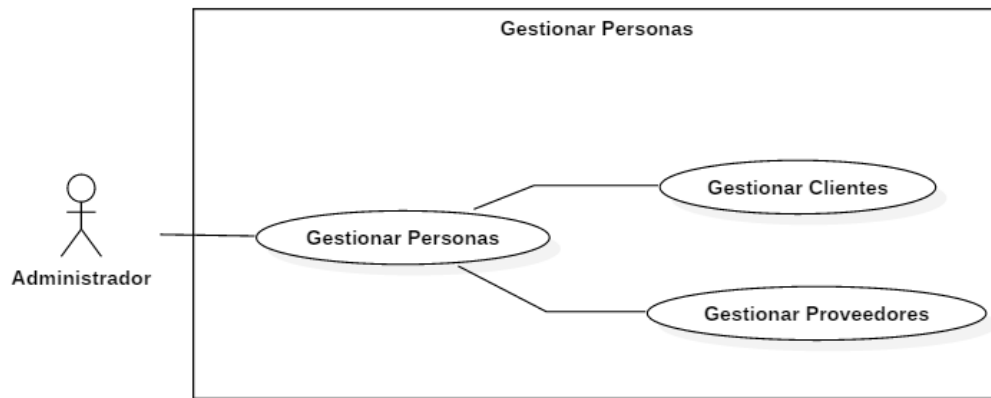 Gestionar Personas
Gestionar Clientes
Gestionar Personas
Administrador
Gestionar Proveedores